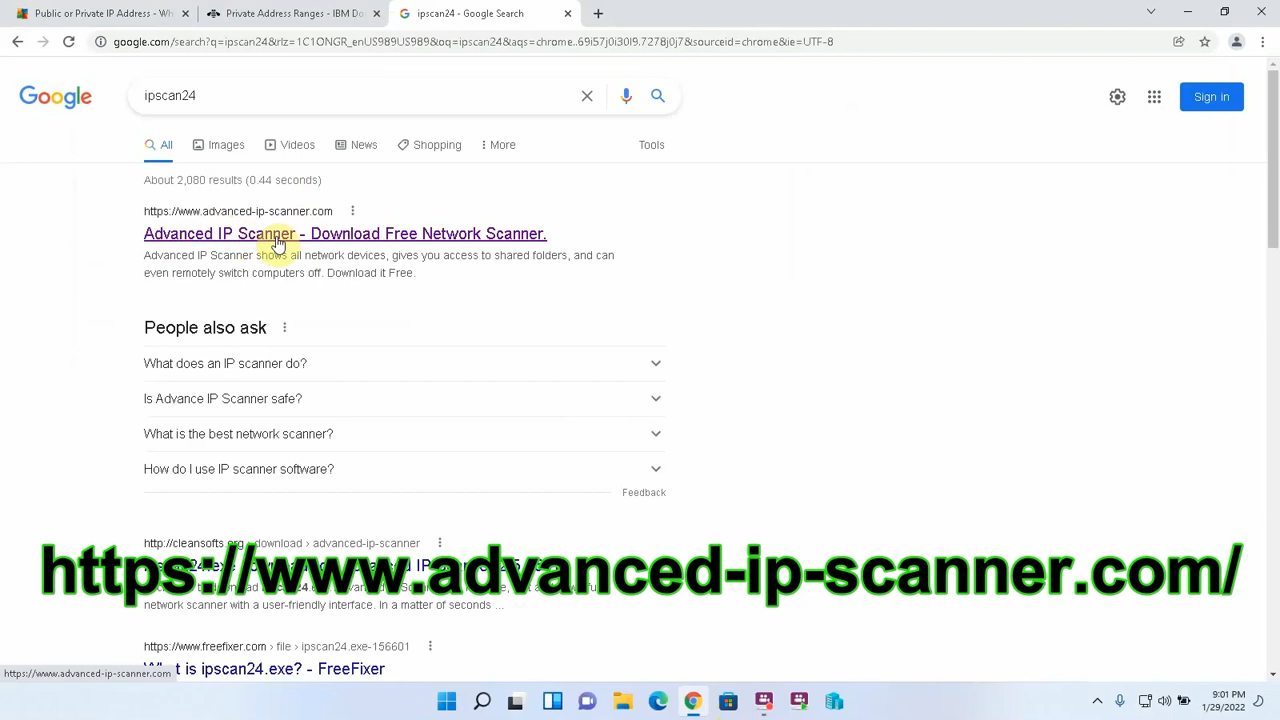 Public or Private IP Address - Wh
Private Address Ranges - IBM Do
ipscan24 - Google Search
google.com/search?q=ipscan24&rlz=1C1ONGR_enUS989US989&oq=ipscan24&aqs=chrome..69i57j0i30l9.7278j0j7&sourceid=chrome&ie=UTF-8
Google
ipscan24
Sign in
All
Images
Videos
News
Shopping
More
Tools
About 2,080 results (0.44 seconds)
https://www.advanced-ip-scanner.com
Advanced IP Scanner - Download Free Network Scanner.
Advanced IP Scanner shows all network devices, gives you access to shared folders, and can
even remotely switch computers off. Download it Free.
People also ask
What does an IP scanner do?
Is Advance IP Scanner safe?
What is the best network scanner?
How do I use IP scanner software?
Feedback
http://cleansofts.org › download › advanced-ip-scanner
https://www.advanced-ip-scanner.com/
network scanner with a user-friendly interface. In a matter of seconds ...
https://www.freefixer.com › file › ipscan24.exe-156601
t is ipscan24.exe? - FreeFixer
https://www.advanced-ip-scanner.com
9:01 PM
1/29/2022